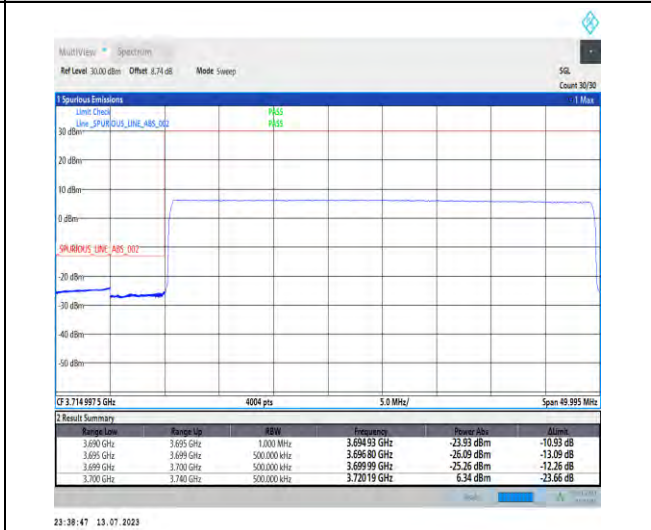 MultiView Spectrum
Ref Level 30.00 dBm Offset 8.74 dB Mode Sweep SGL
Count 30/30
1 Spurious Emissions 1 Max
Limit Check PASS
Line _SPURIOUS_LINE_ABS_002 PASS
30 dBm
20 dBm
10 dBm
0 dBm
_SPURIOUS_LINE_ABS_002
-20 dBm
-30 dBm
-40 dBm
-50 dBm
CF 3.714 997 5 GHz 4004 pts 5.0 MHz/ Span 49.995 MHz
2 Result Summary
Range Low Range Up RBW Frequency Power Abs ΔLimit
3.690 GHz 3.695 GHz 1.000 MHz 3.694 93 GHz -23.93 dBm -10.93 dB
3.695 GHz 3.699 GHz 500.000 kHz 3.696 80 GHz -26.09 dBm -13.09 dB
3.699 GHz 3.700 GHz 500.000 kHz 3.699 99 GHz -25.26 dBm -12.26 dB
3.700 GHz 3.740 GHz 500.000 kHz 3.720 19 GHz 6.34 dBm -23.66 dB
23:38:47 13.07.2023